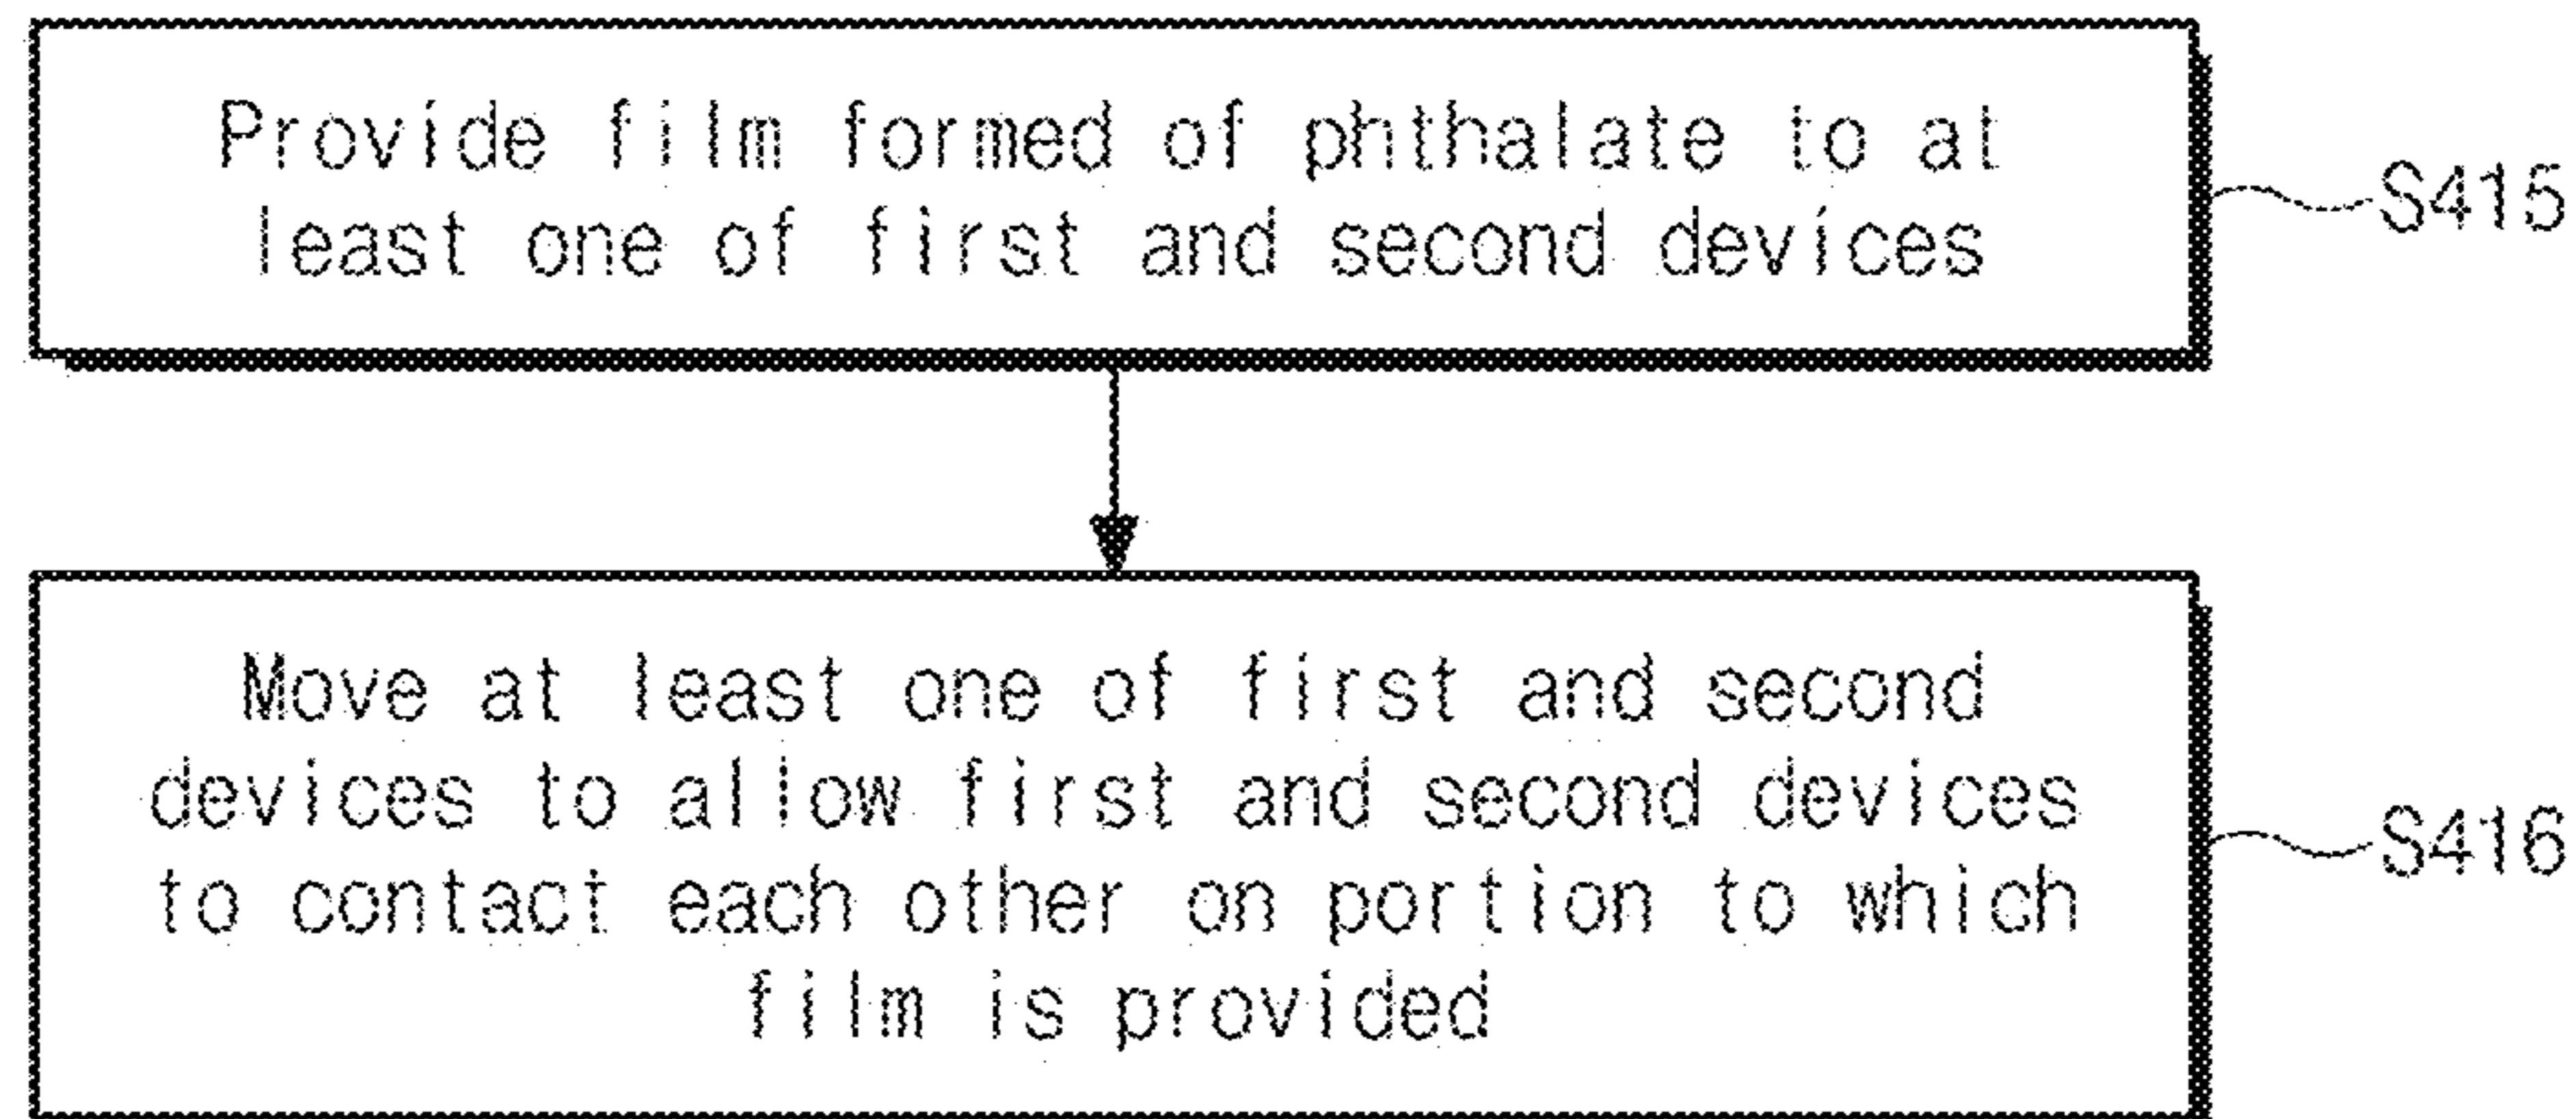 Provide film formed of phthalate to at
least one of first and second devices
S415
Move at least one of first and second
devices to allow first and second devices
to contact each other on portion to which
film is provided
S416